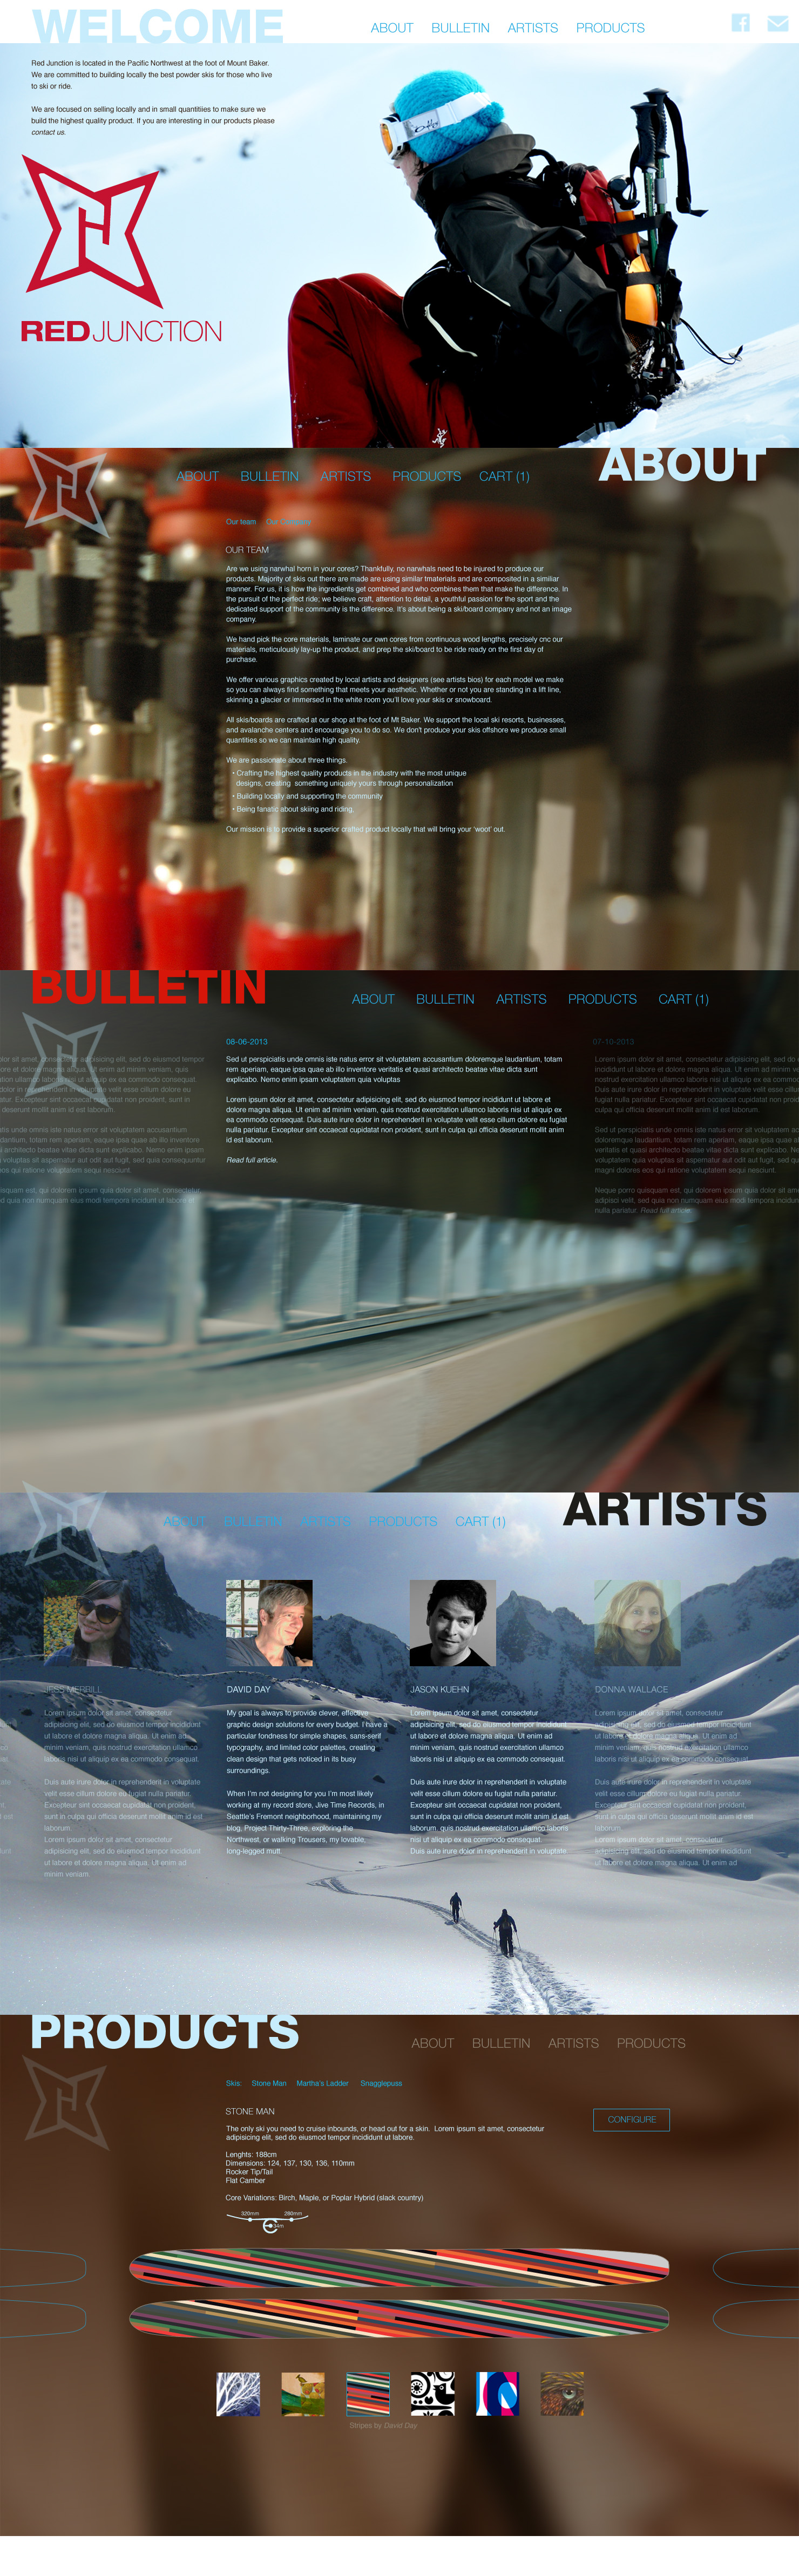 WELCOME
ABOUT BULLETIN ARTISTS PRODUCTS
Red Junction is located in the Pacific Northwest at the foot of Mount Baker.
We are committed to building locally the best powder skis for those who live
to ski or ride.
We are focused on selling locally and in small quantitiies to make sure we
build the highest quality product. If you are interesting in our products please
contact us.
REDJUNCTION
ABOUT
ABOUT BULLETIN ARTISTS PRODUCTS CART (1)
Our team Our
OUR TEAM
Are we using narwhal horn in your cores? Thankfully, no narwhals need to be injured to produce our
products. Majority of skis out there are made are using similar tmaterials and are composited in a similiar
manner. For us, it is how the ingredients get combined and who combines them that make the difference. In
the pursuit of the perfect ride; we believe craft, attention to detail, a youthful passion for the sport and the
dedicated support of the community is the difference. It's about being a ski/board company and not an image
company.
We hand pick the core materials, laminate our own cores from continuous wood lengths, precisely cnc our
materials, meticulously lay-up the product, and prep the ski/board to be ride ready on the first day of
purchase.
We offer various graphics created by local artists and designers (see artists bios) for each model we make
so you can always find something that meets your aesthetic. Whether or not you are standing in a lift line,
skinning a glacier or immersed in the white room you'll love your skis or snowboard.
All skis/boards are crafted at our shop at the foot of Mt Baker. We support the local ski resorts, businesses,
and avalanche centers and encourage you to do so. We don't produce your skis offshore we produce small
quantities so we can maintain high quality.
We are passionate about three things.
• Crafting the highest quality products in the industry with the most unique
designs, creating something uniquely yours through personalization
• Building locally and supporting the community
• Being fanatic about skiing and riding.
Our mission is to provide a superior crafted product locally that will bring your 'woot' out.
BULLETIN
ABOUT BULLETIN ARTISTS PRODUCTS CART (1)
08-06-2013
Sed ut perspiciatis unde omnis iste natus error sit voluptatem accusantium doloremque laudantium, totam
rem aperiam, eaque ipsa quae ab illo inventore veritatis et quasi architecto beatae vitae dicta sunt
explicabo. Nemo enim ipsam voluptatem quia voluptas
Lorem ipsum dolor sit amet, consectetur adipisicing elit, sed do eiusmod tempor incididunt ut labore et
dolore magna aliqua. Ut enim ad minim veniam, quis nostrud exercitation ullamco laboris nisi ut aliquip ex
ea commodo consequat. Duis aute irure dolor in reprehenderit in voluptate velit esse cillum dolore eu fugiat
nulla pariatur. Excepteur sint occaecat cupidatat non proident, sunt in culpa qui officia deserunt mollit anim
id est laborum.
Read full article.
07-10-2013
Lorem ipsum dolor sit amet, consectetur adipisicing elit, sed do
incididunt ut labore et dolore magna aliqua. Ut enim ad minim ve
nostrud exercitation ullamco laboris nisi ut aliquip ex ea commod
Duis aute irure dolor in reprehenderit in voluptate velit esse cillum
fugiat nulla pariatur. Excepteur sint occaecat cupidatat non proid
culpa qui officia deserunt mollit anim id est laborum.
Sed ut perspiciatis unde omnis iste natus error sit voluptatem ac
doloremque laudantium, totam rem aperiam, eaque ipsa quae ab
veritatis et quasi architecto beatae vitae dicta sunt explicabo. N
voluptatem quia voluptas sit aspernatur aut odit aut fugit, sed qu
magni dolores eos qui ratione voluptatem sequi nesciunt.
Neque porro quisquam est, qui dolorem ipsum quia dolor sit ame
adipisci velit, sed quia non numquam eius modi tempora incidun
nulla pariatur. Read full article.
ARTISTS
ABOUT BULLETIN ARTISTS PRODUCTS CART (1)
JESS MERRILL
Lorem ipsum dolor sit amet, consectetur
adipisicing elit, sed do eiusmod tempor incididunt
ut labore et dolore magna aliqua. Ut enim ad
minim veniam, quis nostrud exercitation ullamco
laboris nisi ut aliquip ex ea commodo consequat.
Duis aute irure dolor in reprehenderit in voluptate
velit esse cillum dolore eu fugiat nulla pariatur.
Excepteur sint occaecat cupidatat non proident,
sunt in culpa qui officia deserunt mollit anim id est
laborum.
Lorem ipsum dolor sit amet, consectetur
adipisicing elit, sed do eiusmod tempor incididunt
ut labore et dolore magna aliqua. Ut enim ad
minim veniam
DAVID DAY
My goal is always to provide clever, effective
graphic design solutions for every budget. I have a
particular fondness for simple shapes, sans-serif
typography, and limited color palettes, creating
clean design that gets noticed in its busy
surroundings.
When I'm not designing for you I'm most likely
working at my record store, Jive Time Records, in
Seattle's Fremont neighborhood, maintaining my
blog, Project Thirty-Three, exploring the
Northwest, or walking Trousers, my lovable,
long-legged mutt.
JASON KUEHN
Lorem ipsum dolor sit amet, consectetur
adipisicing elit, sed do eiusmod tempor incididunt
ut labore et dolore magna aliqua. Ut enim ad
minim veniam, quis nostrud exercitation ullamco
laboris nisi ut aliquip ex ea commodo consequat.
Duis aute irure dolor in reprehenderit in voluptate
velit esse cillum dolore eu fugiat nulla pariatur.
Excepteur sint occaecat cupidatat non proident,
sunt in culpa qui officia deserunt mollit anim id est
laborum. quis nostrud exercitation ullamco laboris
nisi ut aliquip ex ea commodo consequat.
Duis aute irure dolor in reprehenderit in voluptate
DONNA WALLACE
Lorem ipsum dolor sit amet, consectetur
adipisicing elit, sed do eiusmod tempor incididunt
ut labore et dolore magna aliqua. Ut enim ad
minim veniam, quis nostrud exercitation ullamco
laboris nisi ut aliquip ex ea commodo consequat.
Duis aute irure dolor in reprehenderit in voluptate
velit esse cillum dolore eu fugiat nulla pariatur.
Excepteur sint occaecat cupidatat non proident,
sunt in culpa qui officia deserunt mollit anim id est
laborum.
Lorem ipsum dolor sit amet, consectetur
adipisicing elit, sed do eiusmod tempor incididunt
ut labore et dolore magna aliqua. Ut enim ad
PRODUCTS
ABOUT BULLETIN ARTISTS PRODUCTS
Skis: Stone Man Martha's Ladder Snagglepuss
STONE MAN
CONFIGURE
The only ski you need to cruise inbounds, or head out for a skin. Lorem ipsum sit amet, consectetur
adipisicing elit, sed do eiusmod tempor incididunt ut labore.
Lenghts: 188cm
Dimensions: 124, 137, 130, 136, 110mm
Rocker Tip/Tail
Flat Camber
Core Variations: Birch, Maple, or Poplar Hybrid (slack country)
320mm 280mm
34m
Stripes by David Day